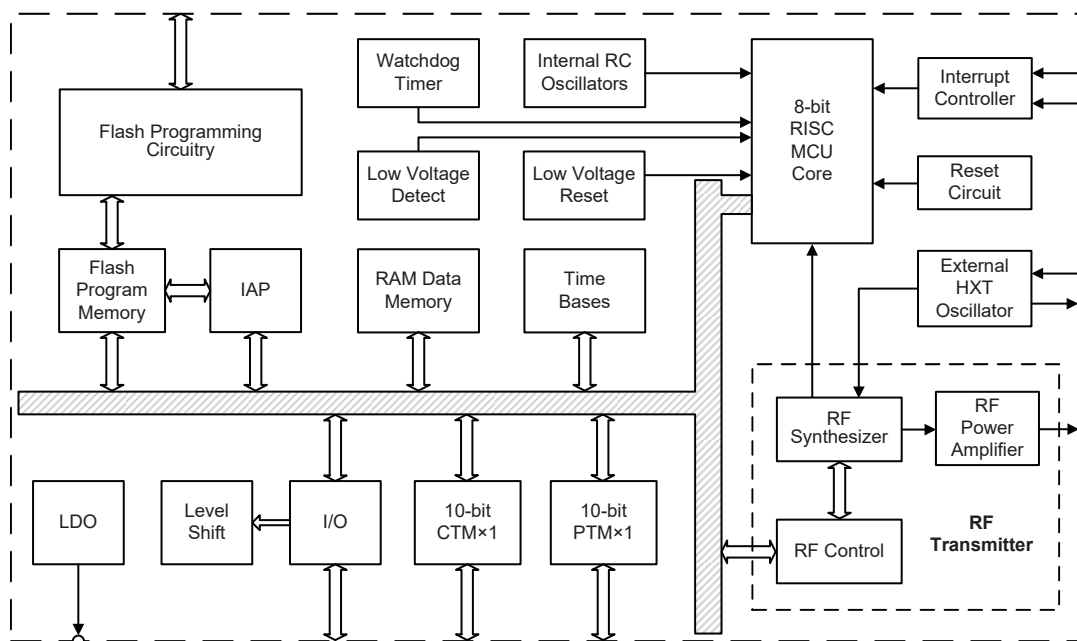 Watchdog
Timer
Internal RC
Oscillators
8-bit
RISC
MCU
Core
Interrupt
Controller
Flash Programming
Circuitry
Low Voltage
Detect
Low Voltage
Reset
Reset
Circuit
Flash
Program
Memory
IAP
RAM Data
Memory
Time
Bases
External
HXT
Oscillator
RF
Synthesizer
RF
Power
Amplifier
LDO
Level
Shift
I/O
10-bit
CTM×1
10-bit
PTM×1
RF Control
RF
Transmitter